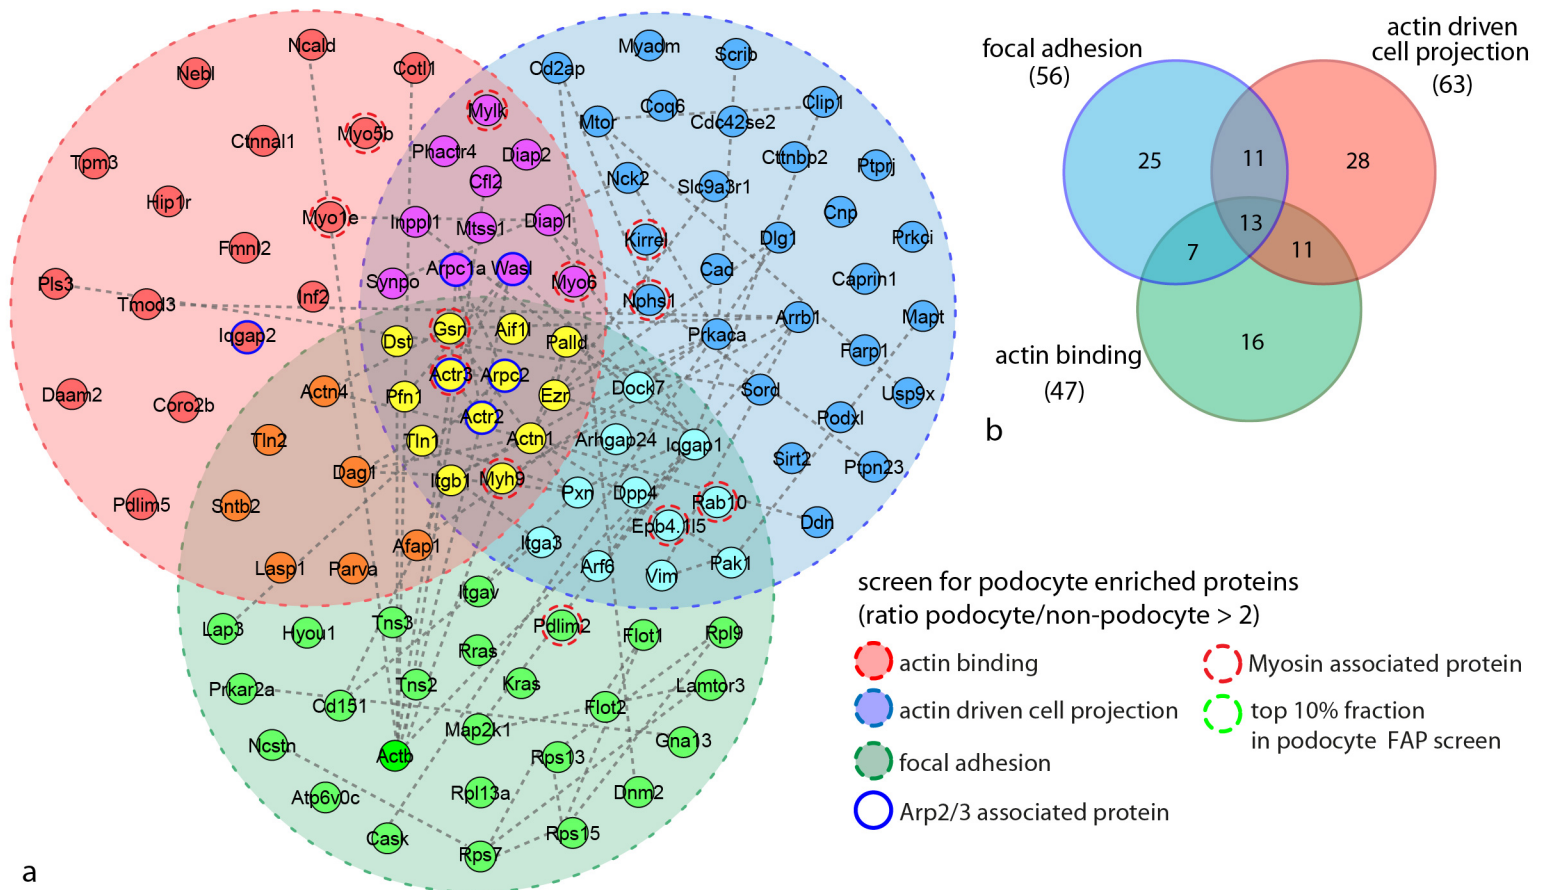 Ncald
Nebl
Cotl1
Myo5b
Ctnnal1
Tpm3
Hip1r
Myo1e
Fmnl2
Pls3
Tmod3
Inf2
Iqgap2
Daam2
Coro2b
Pdlim5
Mylk
Phactr4
Diap2
Cfl2
Inppl1
Mtss1
Diap1
Arpc1a
Wasl
Synpo
Myo6
Myadm
Scrib
Cd2ap
Coq6
Clip1
Mtor
Cdc42se2
Cttnbp2
Ptprj
Nck2
Slc9a3r1
Cnp
Kirrel
Dlg1
Prkci
Cad
Caprin1
Nphs1
Prkaca
Arrb1
Mapt
Farp1
Sord
Usp9x
Podxl
Sirt2
Ptpn23
Ddn
Gsn
Aif1l
Dst
Palld
Actr3
Arpc2
Pfn1
Ezr
Actr2
Tln1
Actn1
Itgb1
Myh9
Actn4
Tln2
Dag1
Sntb2
Afap1
Lasp1
Parva
Dock7
Arhgap24
Iqgap1
Pxn
Dpp4
Rab10
Epb4.1l5
Itga3
Arf6
Vim
Pak1
Itgav
Lap3
Hyou1
Tns3
Pdlim2
Flot1
Rpl9
Rras
Prkar2a
Cd151
Tns2
Kras
Flot2
Lamtor3
Map2k1
Ncstn
Actb
Rps13
Gna13
Atp6v0c
Rpl13a
Dnm2
Cask
Rps7
Rps15
a
focal adhesion
(56)
actin driven
cell projection
(63)
25
11
28
13
7
11
16
actin binding
(47)
b
screen for podocyte enriched proteins
(ratio podocyte/non-podocyte > 2)
actin binding
actin driven cell projection
focal adhesion
Arp2/3 associated protein
Myosin associated protein
top 10% fraction
in podocyte FAP screen